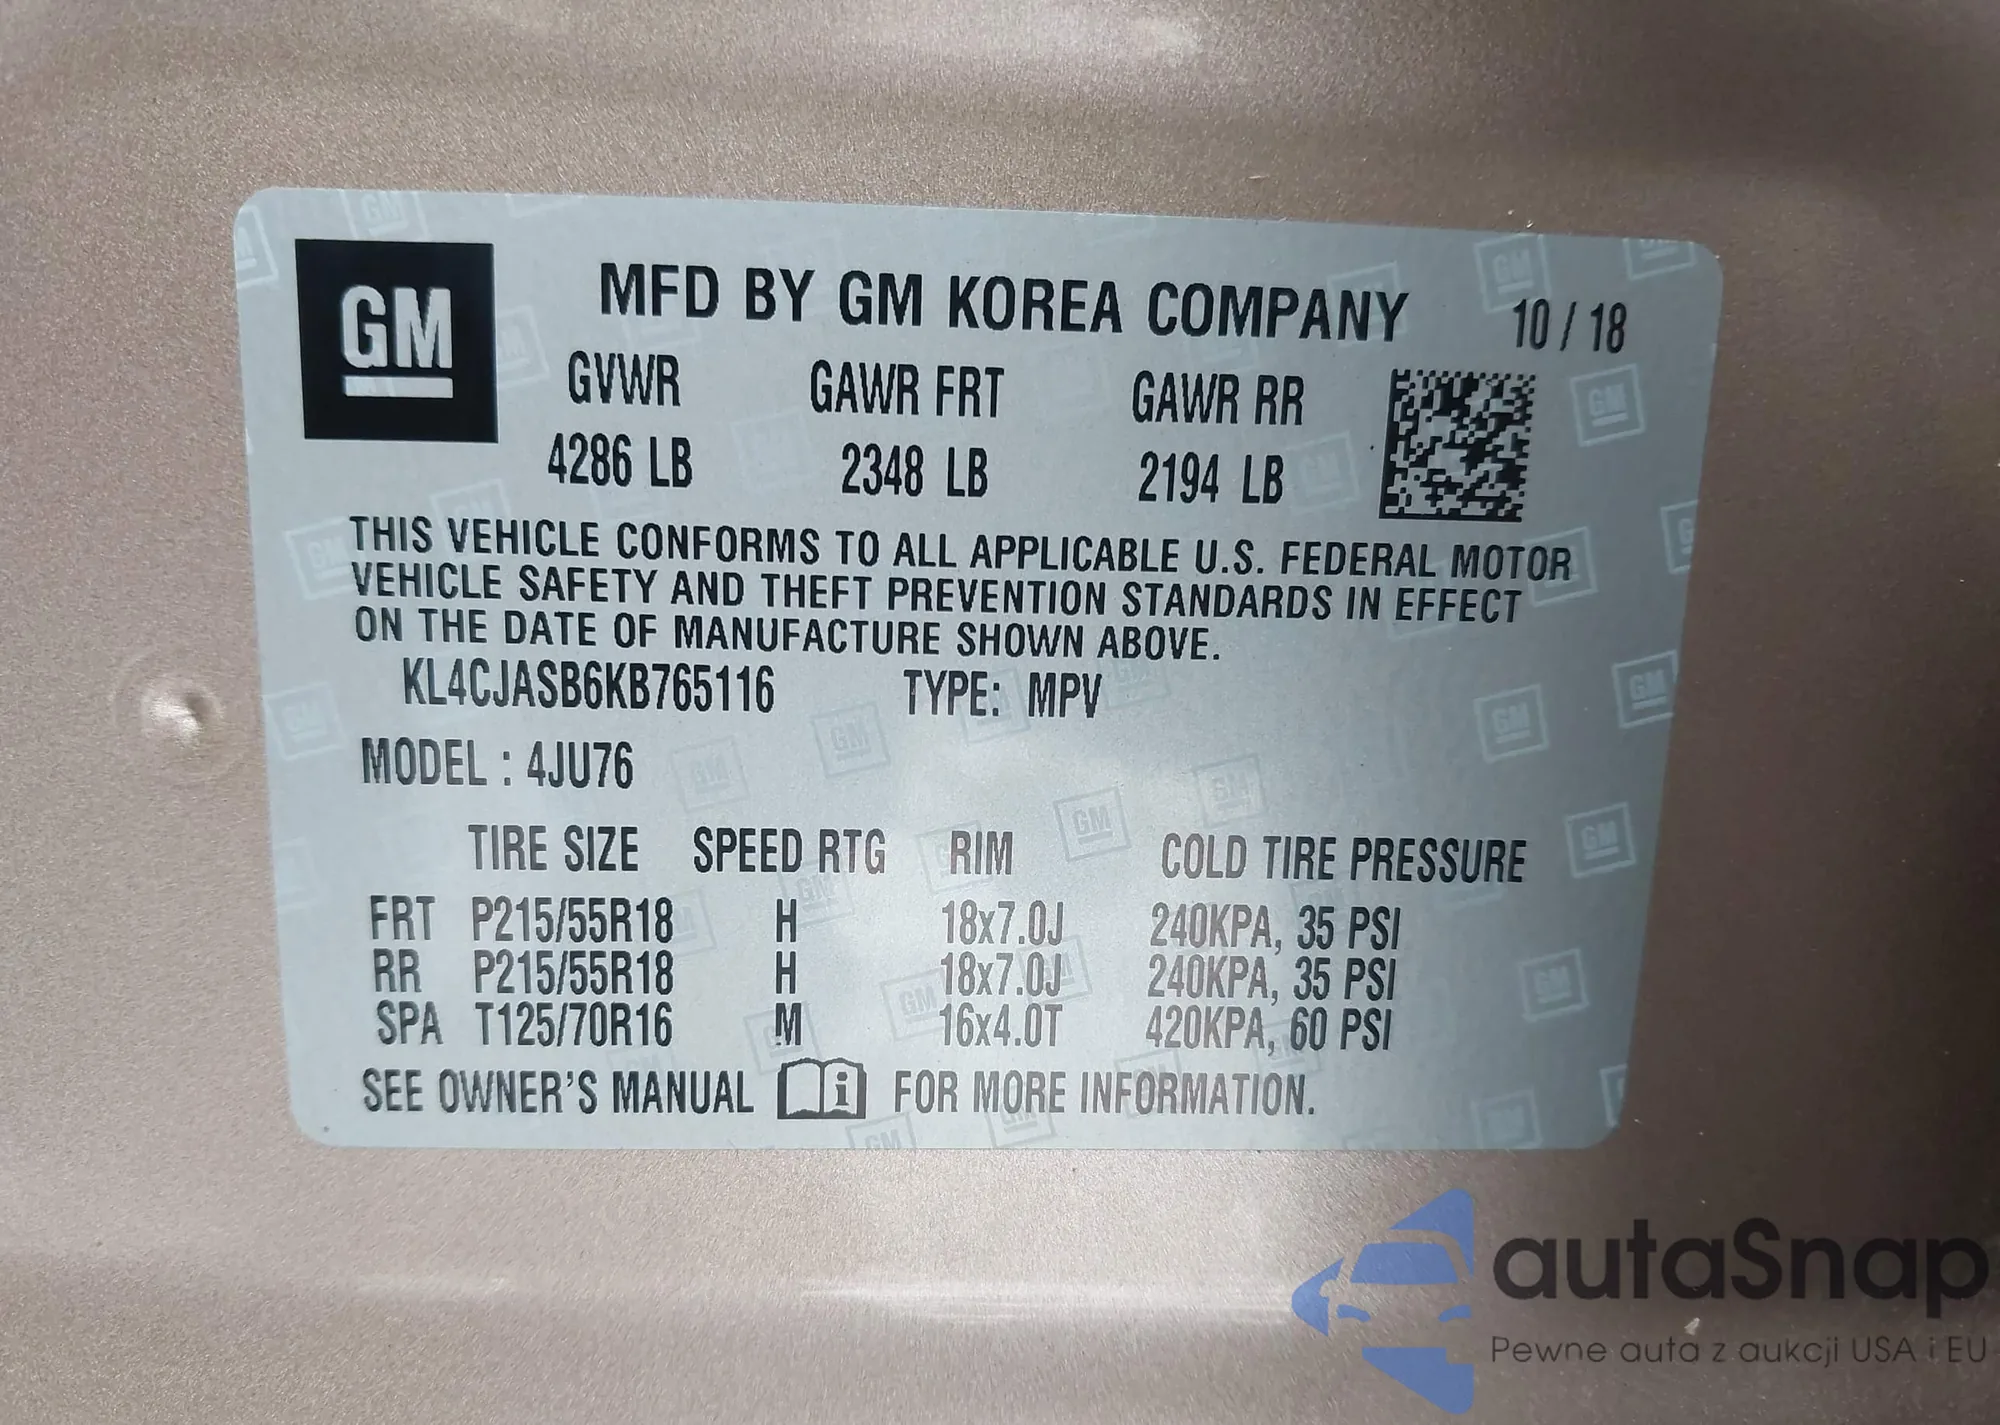 GM
MFD BY GM KOREA COMPANY 10 / 18
GVWR GAWR FRT GAWR RR
4286 LB 2348 LB 2194 LB
THIS VEHICLE CONFORMS TO ALL APPLICABLE U.S. FEDERAL MOTOR
VEHICLE SAFETY AND THEFT PREVENTION STANDARDS IN EFFECT
ON THE DATE OF MANUFACTURE SHOWN ABOVE.
KL4CJASB6KB765116 TYPE: MPV
MODEL : 4JU76
TIRE SIZE SPEED RTG RIM COLD TIRE PRESSURE
FRT P215/55R18 H 18x7.0J 240KPA, 35 PSI
RR P215/55R18 H 18x7.0J 240KPA, 35 PSI
SPA T125/70R16 M 16x4.0T 420KPA, 60 PSI
SEE OWNER'S MANUAL i FOR MORE INFORMATION.
autaSnap
Pewne auta z aukcji USA i EU